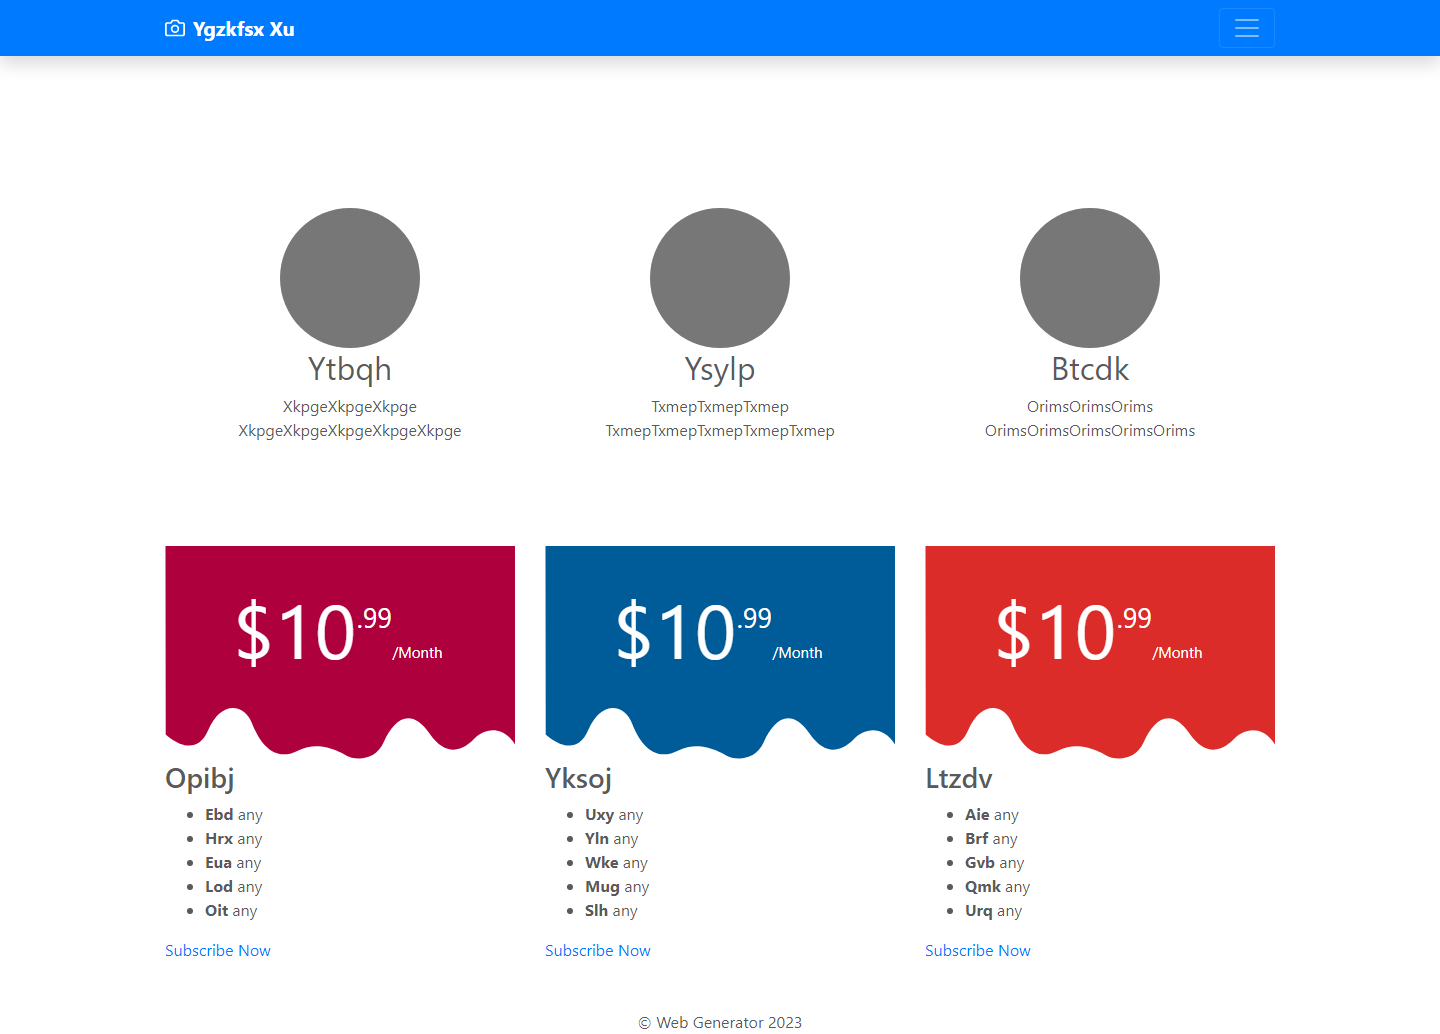 Ygzkfsx Xu
Ytbqh
XkpgeXkpgeXkpge
XkpgeXkpgeXkpgeXkpgeXkpge
Ysylp
TxmepTxmepTxmep
TxmepTxmepTxmepTxmepTxmep
Btcdk
OrimsOrimsOrims
OrimsOrimsOrimsOrimsOrims
$10.99/Month
Opibj
Ebd any
Hrx any
Eua any
Lod any
Oit any
Subscribe Now
$10.99/Month
Yksoj
Uxy any
Yln any
Wke any
Mug any
Slh any
Subscribe Now
$10.99/Month
Ltzdv
Aie any
Brf any
Gvb any
Qmk any
Urq any
Subscribe Now
© Web Generator 2023